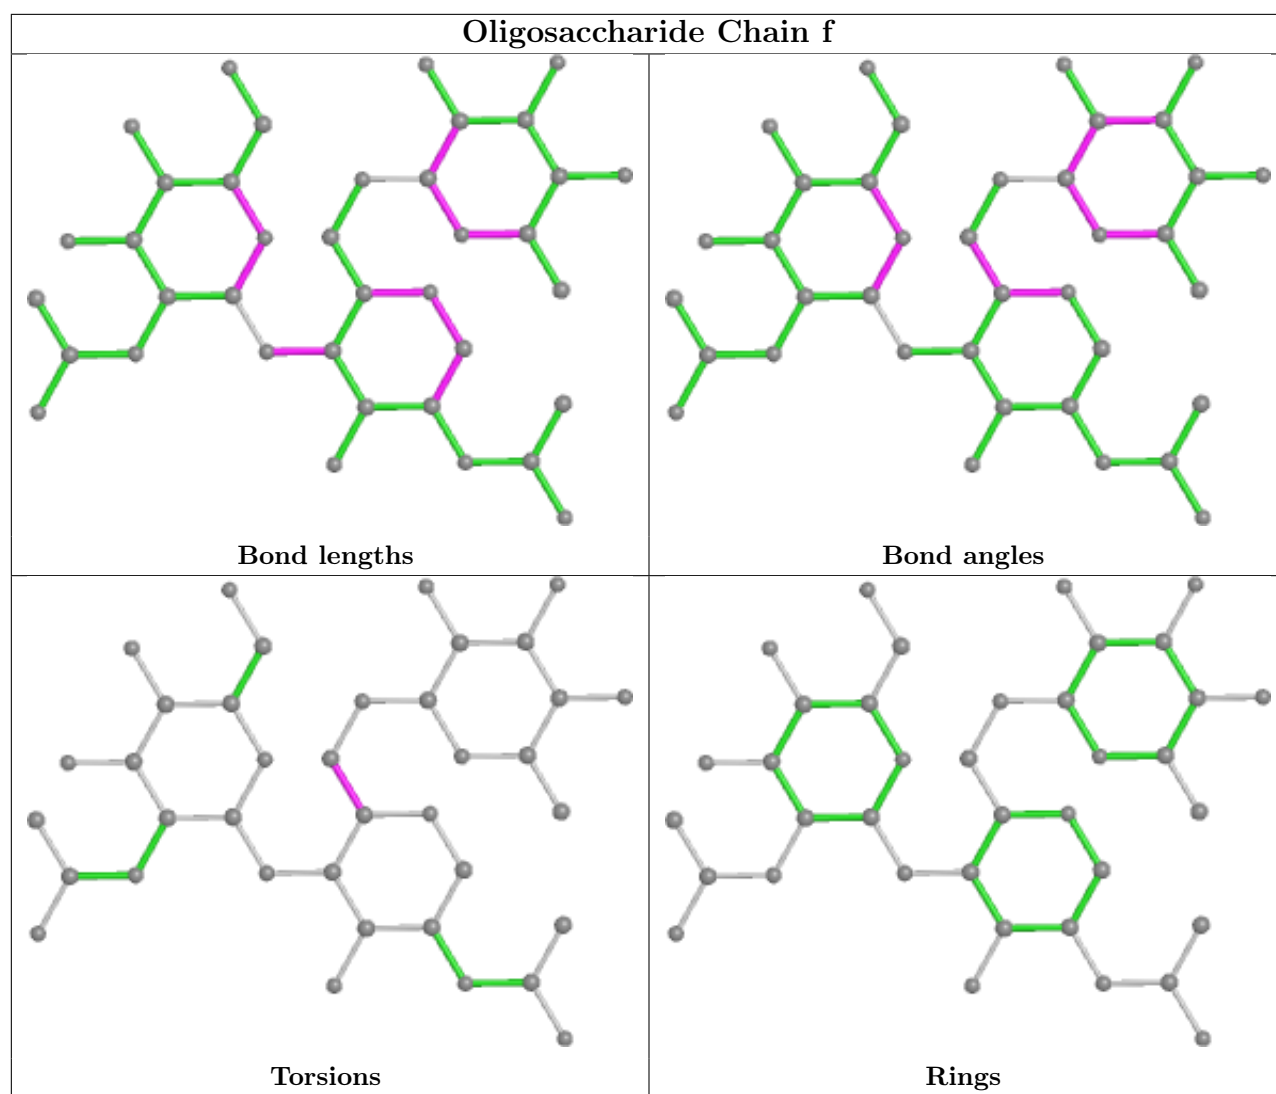 Oligosaccharide Chain f
Bond lengths
Bond angles
Torsions
Rings